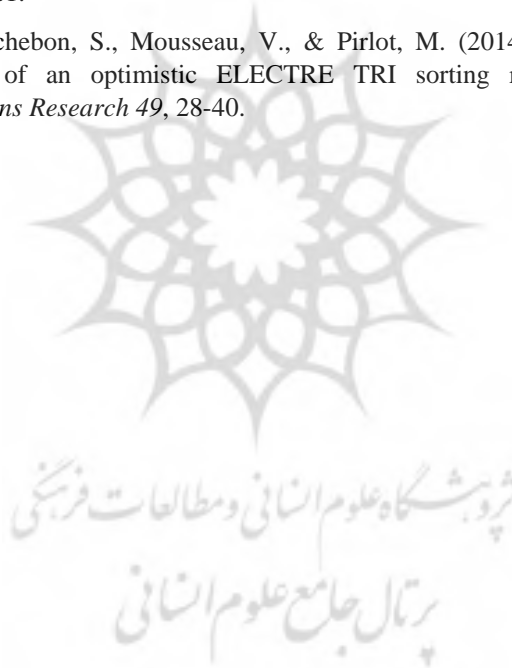 chebon, S., Mousseau, V., & Pirlot, M. (2014
of an optimistic ELECTRE TRI sorting
ns Research 49, 28-40.
پژوهشگاه علوم انسانی و مطالعات فرهنگی
پرتال جامع علوم انسانی